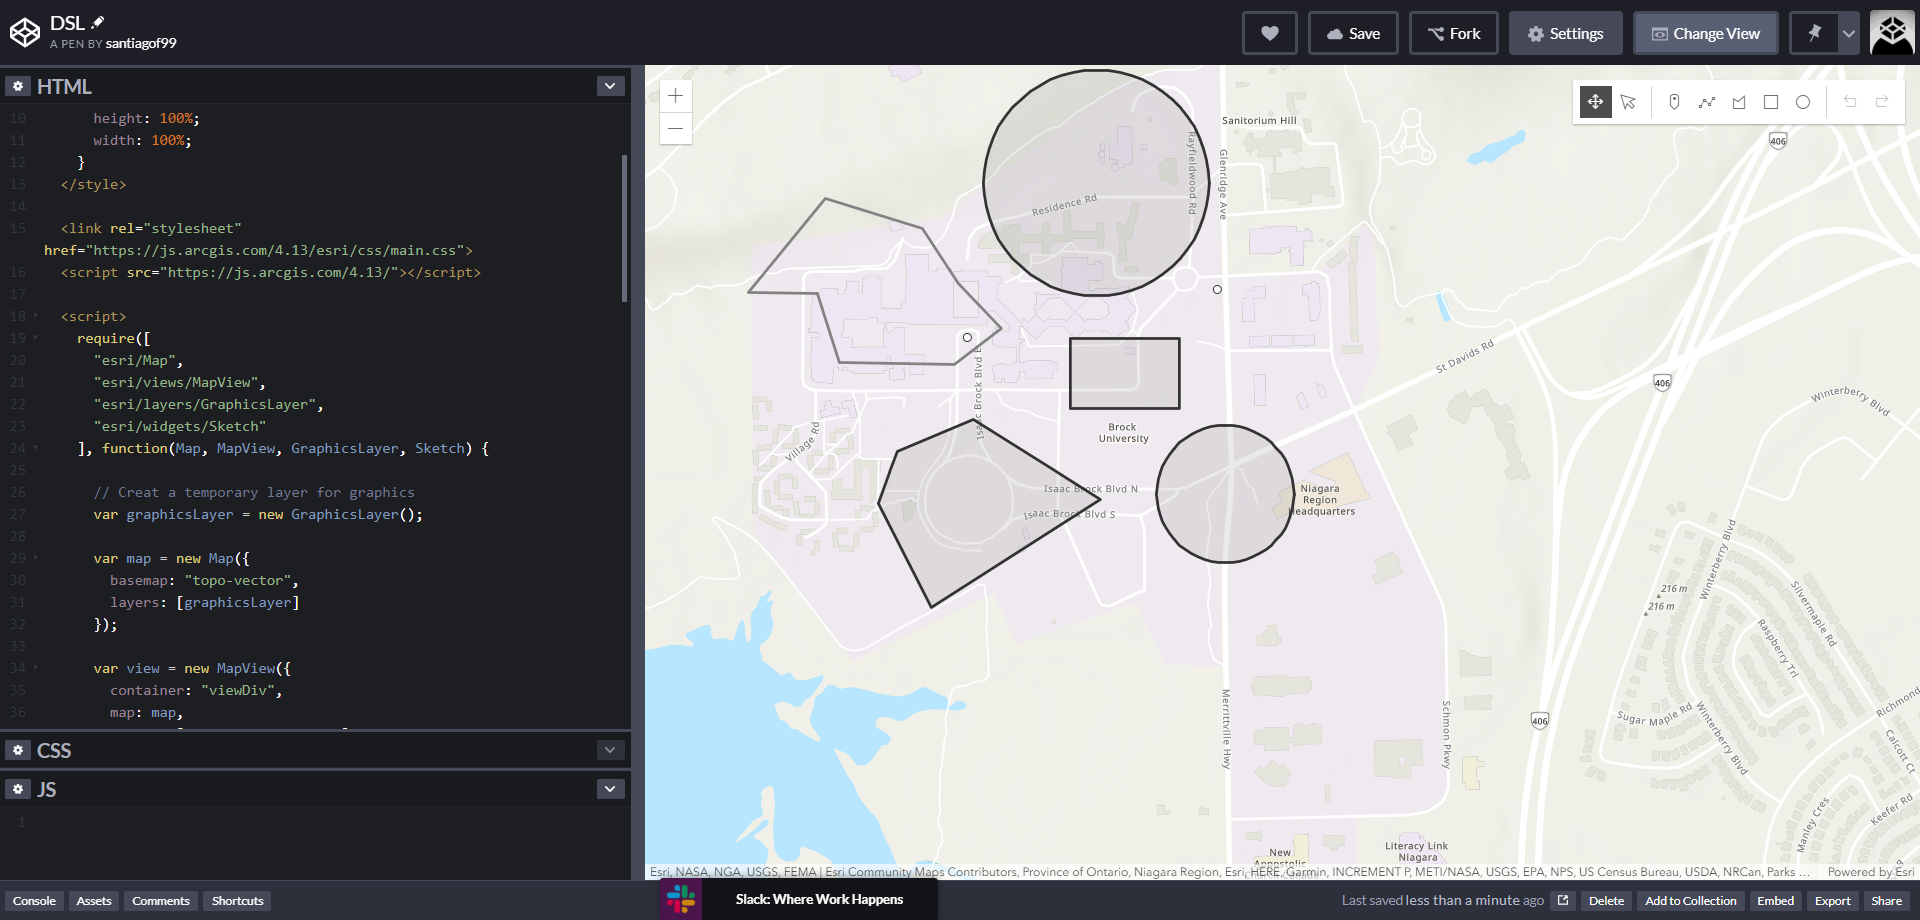 DSL
A PEN BY santiagof99
Save
Fork
Settings
Change View
HTML
10 height: 100%;
11 width: 100%;
12 }
13 </style>
14
15 <link rel="stylesheet"
href="https://js.arcgis.com/4.13/esri/css/main.css">
16 <script src="https://js.arcgis.com/4.13/"></script>
17
18 <script>
19 require([
20 "esri/Map",
21 "esri/views/MapView",
22 "esri/layers/GraphicsLayer",
23 "esri/widgets/Sketch"
24 ], function(Map, MapView, GraphicsLayer, Sketch) {
25
26 // Creat a temporary layer for graphics
27 var graphicsLayer = new GraphicsLayer();
28
29 var map = new Map({
30 basemap: "topo-vector",
31 layers: [graphicsLayer]
32 });
33
34 var view = new MapView({
35 container: "viewDiv",
36 map: map,
CSS
JS
1
Sanitorium Hill
Rayfieldwood Rd
Glenridge Ave
Residence Rd
406
St Davids Rd
406
Winterberry Blvd
Isaac Brock Blvd E
Village Rd
Brock
University
Isaac Brock Blvd N
Isaac Brock Blvd S
Niagara
Region
Headquarters
216 m
216 m
Winterberry Blvd
Silvermaple Rd
Raspberry Trl
Merrittville Hwy
Schmon Pkwy
406
Sugar Maple Rd
Winterberry Blvd
Richmond
Calcott Ct
Keefer Rd
Manley Cres
New
Apostolic
Literacy Link
Niagara
Esri, NASA, NGA, USGS, FEMA | Esri Community Maps Contributors, Province of Ontario, Niagara Region, Esri, HERE, Garmin, INCREMENT P, METI/NASA, USGS, EPA, NPS, US Census Bureau, USDA, NRCan, Parks ...
Powered by Esri
Console
Assets
Comments
Shortcuts
Slack: Where Work Happens
Last saved less than a minute ago
Delete
Add to Collection
Embed
Export
Share